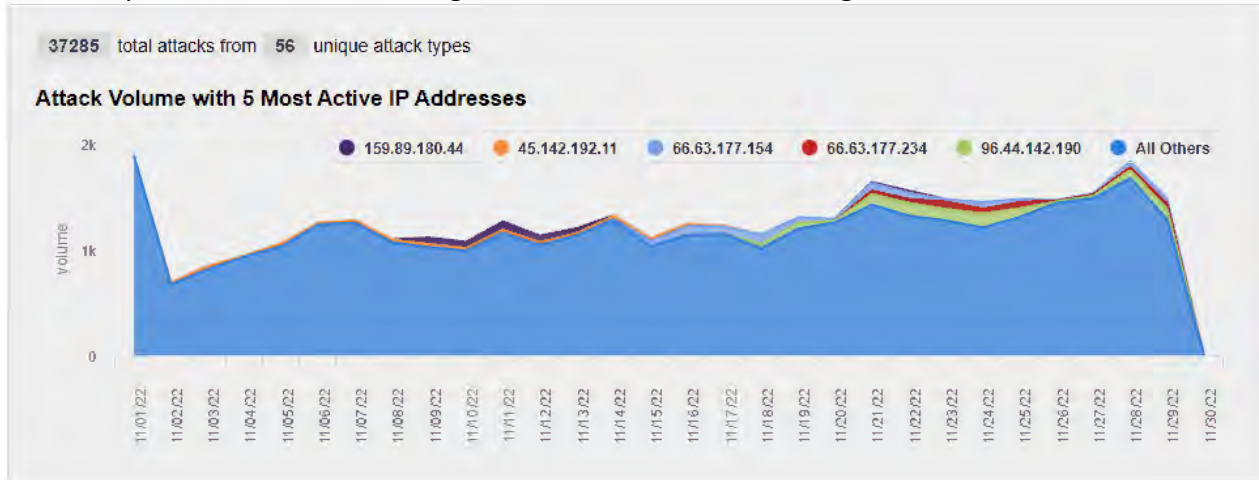 37285 total attacks from 56 unique attack types
Attack Volume with 5 Most Active IP Addresses
2k
159.89.180.44 45.142.192.11 66.63.177.154 66.63.177.234 96.44.142.190 All Others
1k
volume
0
11/01/22 11/02/22 11/03/22 11/04/22 11/05/22 11/06/22 11/07/22 11/08/22 11/09/22 11/10/22 11/11/22 11/12/22 11/13/22 11/14/22 11/15/22 11/16/22 11/17/22 11/18/22 11/19/22 11/20/22 11/21/22 11/22/22 11/23/22 11/24/22 11/25/22 11/26/22 11/27/22 11/28/22 11/29/22 11/30/22